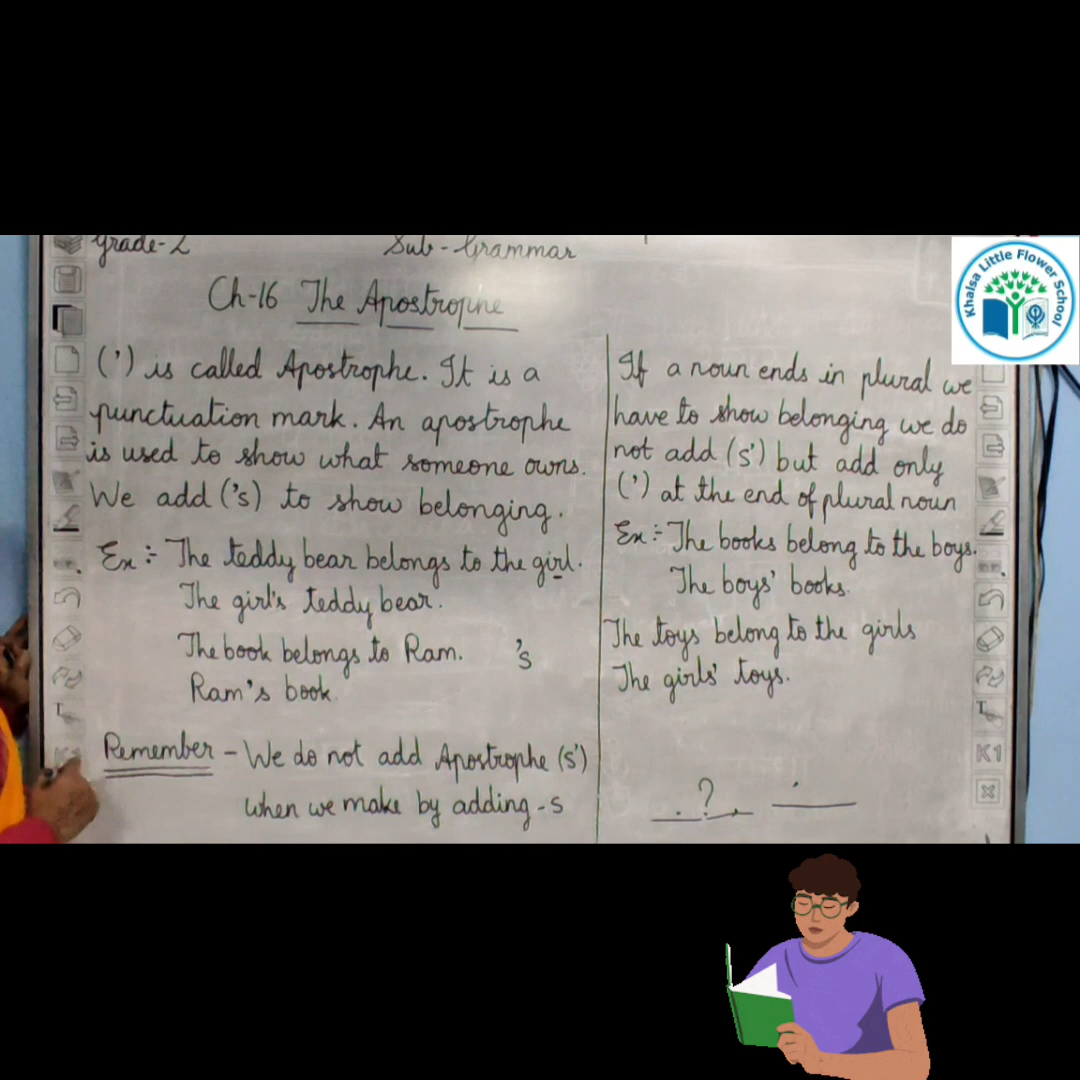 Grade-2 Sub-Grammar
Ch-16 The Apostrophe
(') is called Apostrophe. It is a
punctuation mark. An apostrophe
is used to show what someone owns.
We add ('s) to show belonging.
Ex :- The teddy bear belongs to the girl.
The girl's teddy bear.
The book belongs to Ram. 's
Ram's book
Remember - We do not add Apostrophe (s')
when we make by adding -s
If a noun ends in plural we
have to show belonging we do
not add (s') but add only
(') at the end of plural noun
Ex :- The books belong to the boys.
The boys' books.
The toys belong to the girls
The girls' toys.
?
Khalsa Little Flower School
T
K1
T
K1